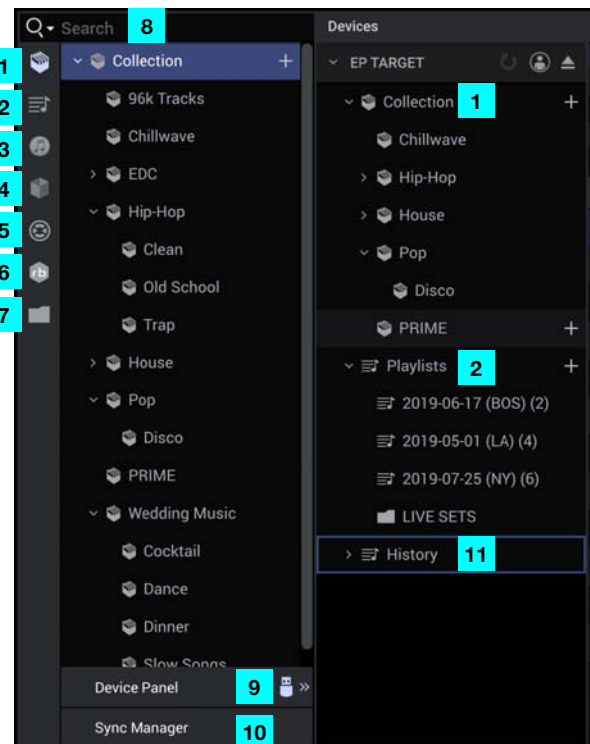 Search 8
1
2
3
4
5
6
7
Collection
96k Tracks
Chillwave
EDC
Hip-Hop
Clean
Old School
Trap
House
Pop
Disco
PRIME
Wedding Music
Cocktail
Dance
Dinner
Slow Songs
Device Panel 9
Sync Manager 10
Devices
EP TARGET
Collection 1
Chillwave
Hip-Hop
House
Pop
Disco
PRIME
Playlists 2
2019-06-17 (BOS) (2)
2019-05-01 (LA) (4)
2019-07-25 (NY) (6)
LIVE SETS
History 11